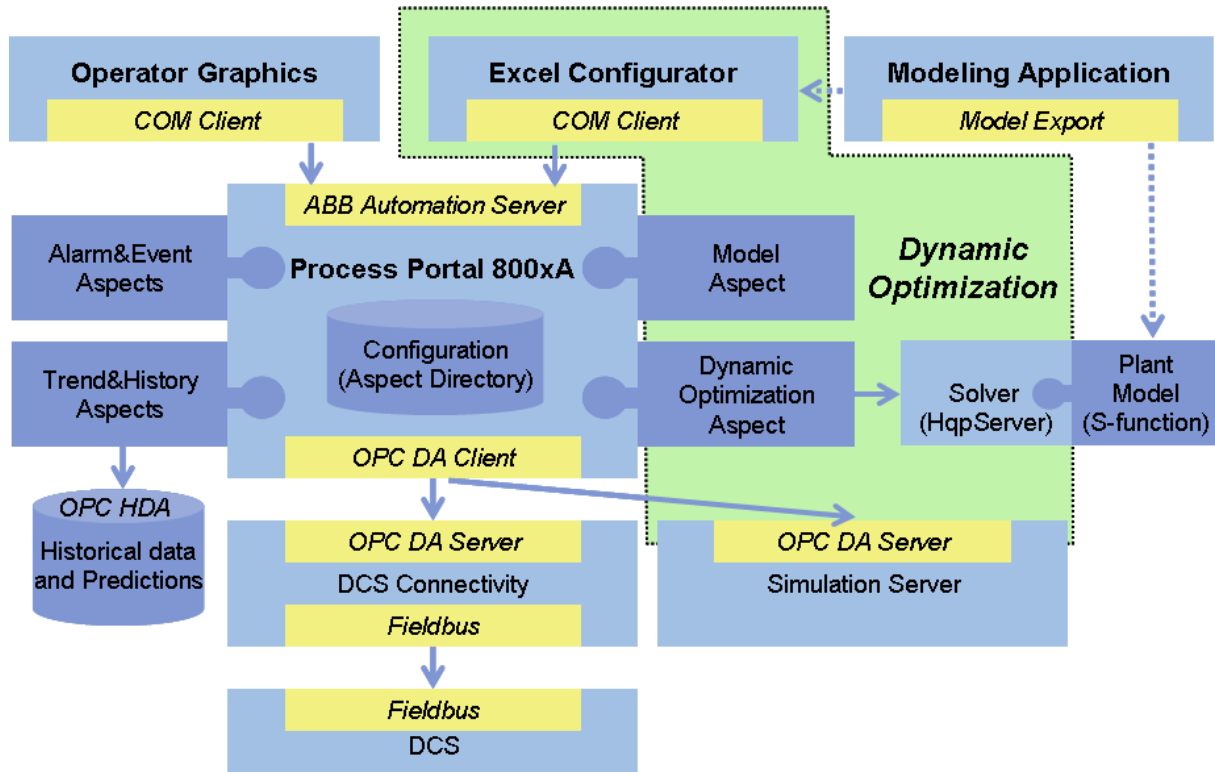 Operator Graphics
COM Client
Excel Configurator
COM Client
Modeling Application
Model Export
ABB Automation Server
Process Portal 800xA
Alarm&Event
Aspects
Model
Aspect
Dynamic
Optimization
Configuration
(Aspect Directory)
Trend&History
Aspects
Dynamic
Optimization
Aspect
Solver
(HqpServer)
Plant
Model
(S-function)
OPC DA Client
OPC HDA
Historical data
and Predictions
OPC DA Server
DCS Connectivity
Fieldbus
OPC DA Server
Simulation Server
Fieldbus
DCS